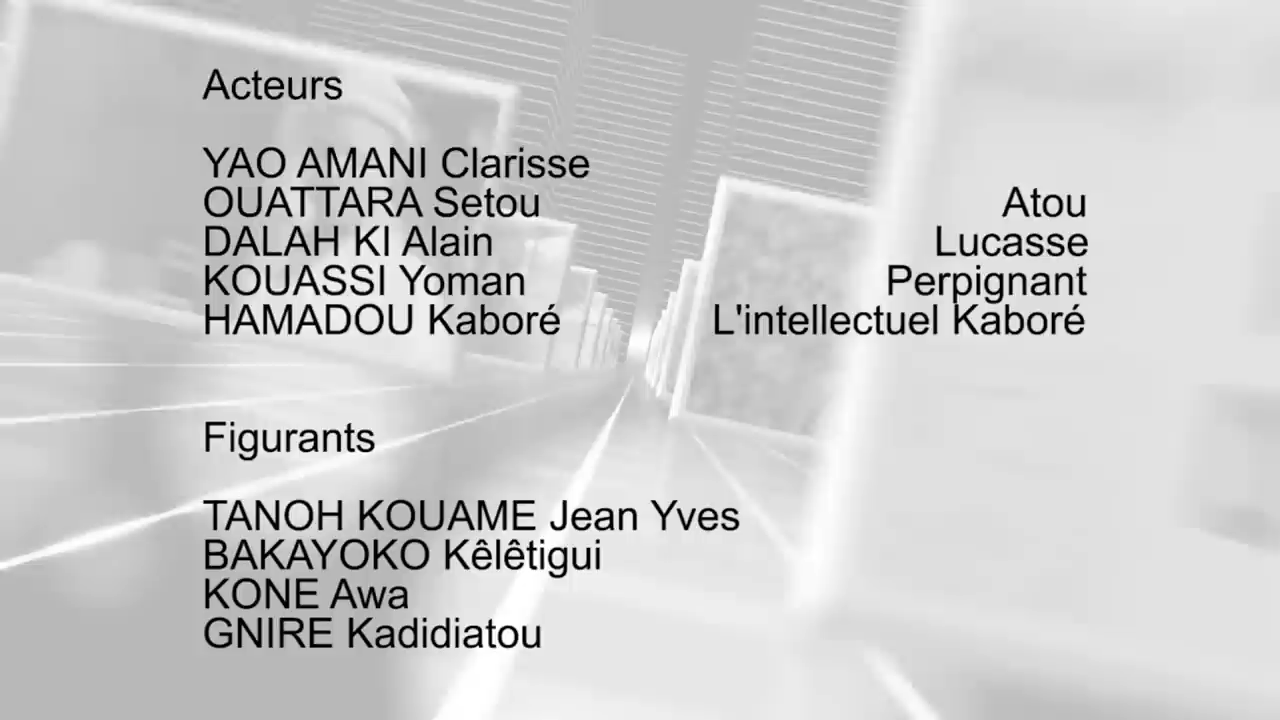 Acteurs
YAO AMANI Clarisse
OUATTARA Setou Atou
DALAH KI Alain Lucasse
KOUASSI Yoman Perpignant
HAMADOU Kaboré L'intellectuel Kaboré
Figurants
TANOH KOUAME Jean Yves
BAKAYOKO Kêlêtigui
KONE Awa
GNIRE Kadidiatou